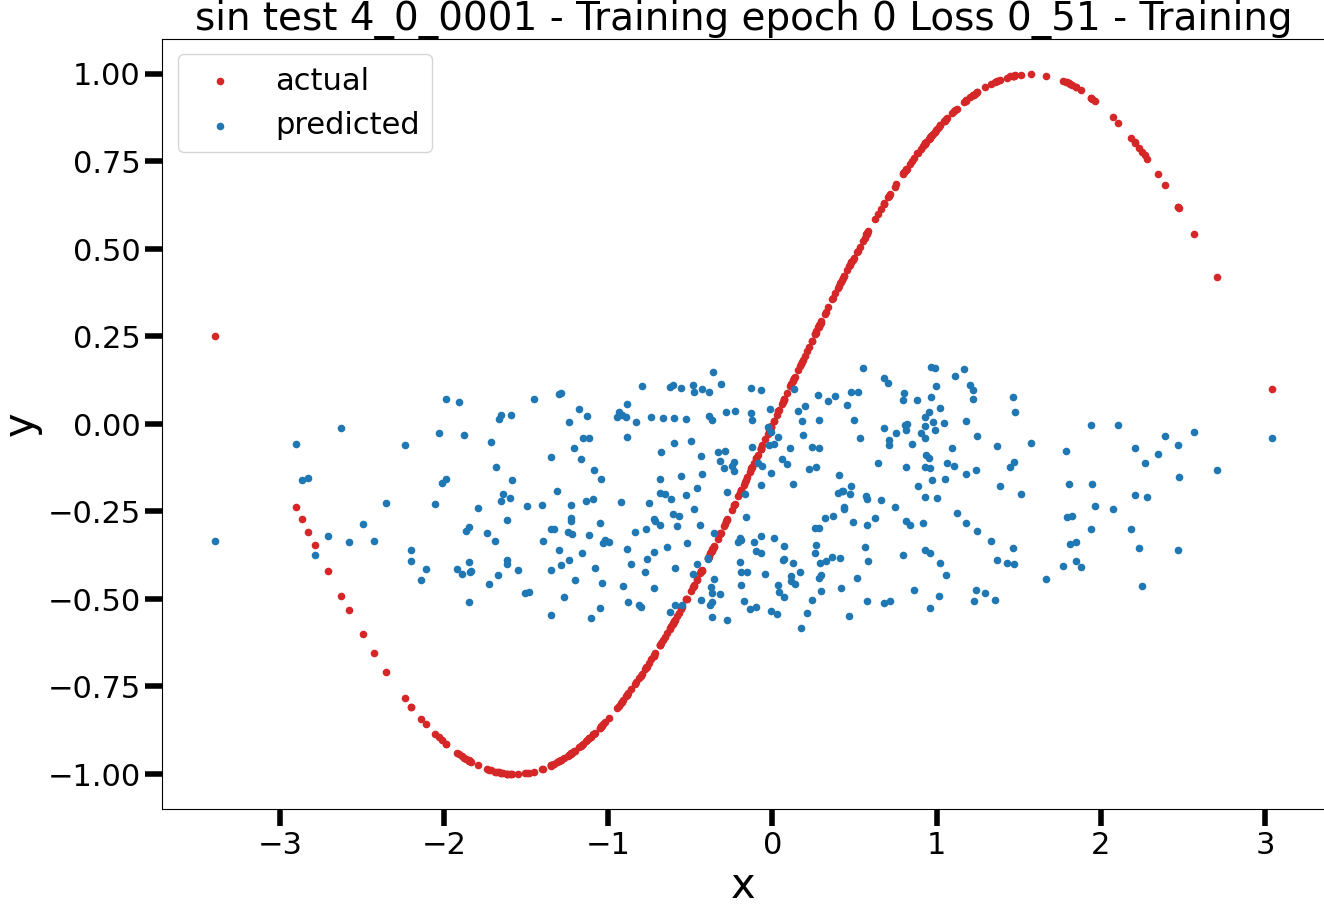 sin test 4_0_0001 - Training epoch 0 Loss 0_51 - Training
actual
predicted
1.00
0.75
0.50
0.25
0.00
−0.25
−0.50
−0.75
−1.00
y
−3 −2 −1 0 1 2 3
x